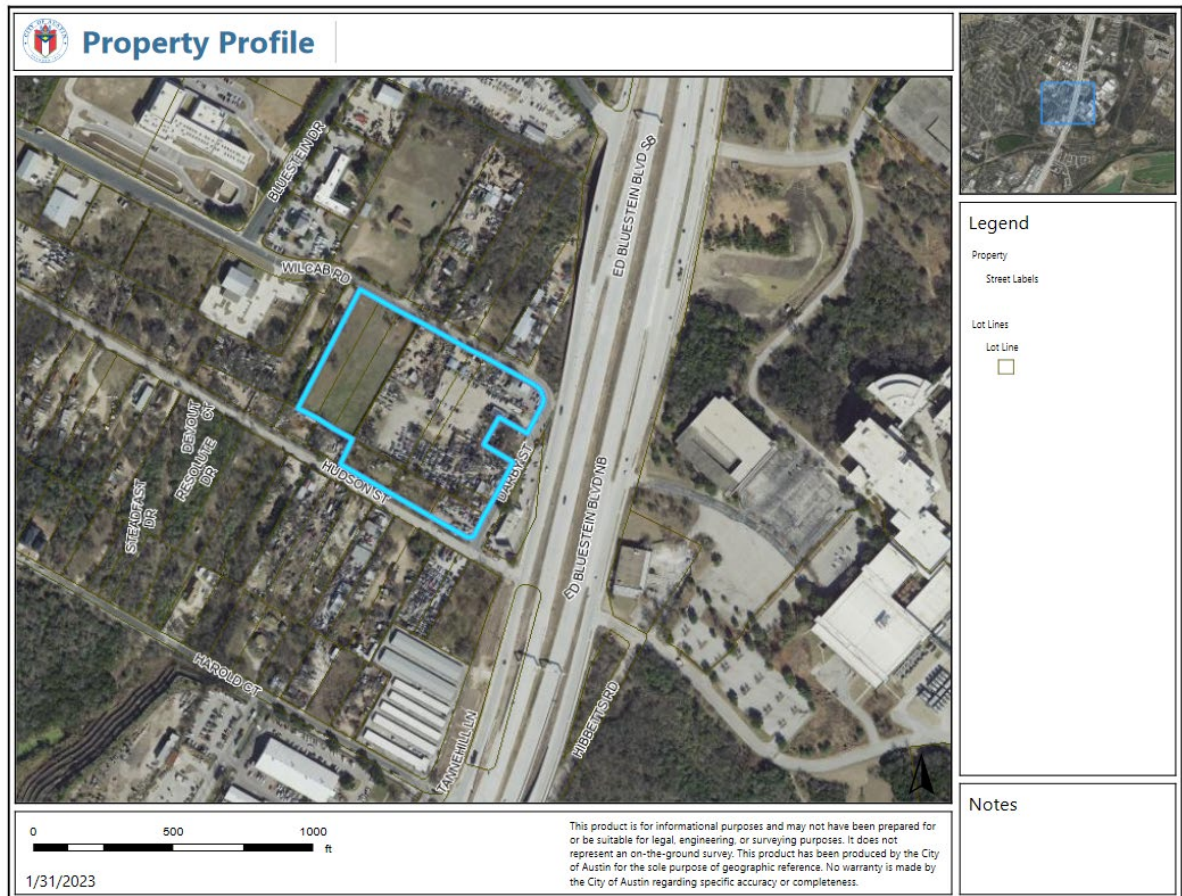 Property Profile
BLUESTEIN DR
ED BLUESTEIN BLVD SB
WILCAB RD
DEVOUT
CT
RESOLUTE
DR
STEADFAST
DR
HUDSON ST
DARBY ST
ED BLUESTEIN BLVD NB
HAROLD CT
TANNEHILL LN
HIBBETTS RD
Legend
Property
Street Labels
Lot Lines
Lot Line
Notes
0 500 1000
ft
1/31/2023
This product is for informational purposes and may not have been prepared for
or be suitable for legal, engineering, or surveying purposes. It does not
represent an on-the-ground survey. This product has been produced by the City
of Austin for the sole purpose of geographic reference. No warranty is made by
the City of Austin regarding specific accuracy or completeness.